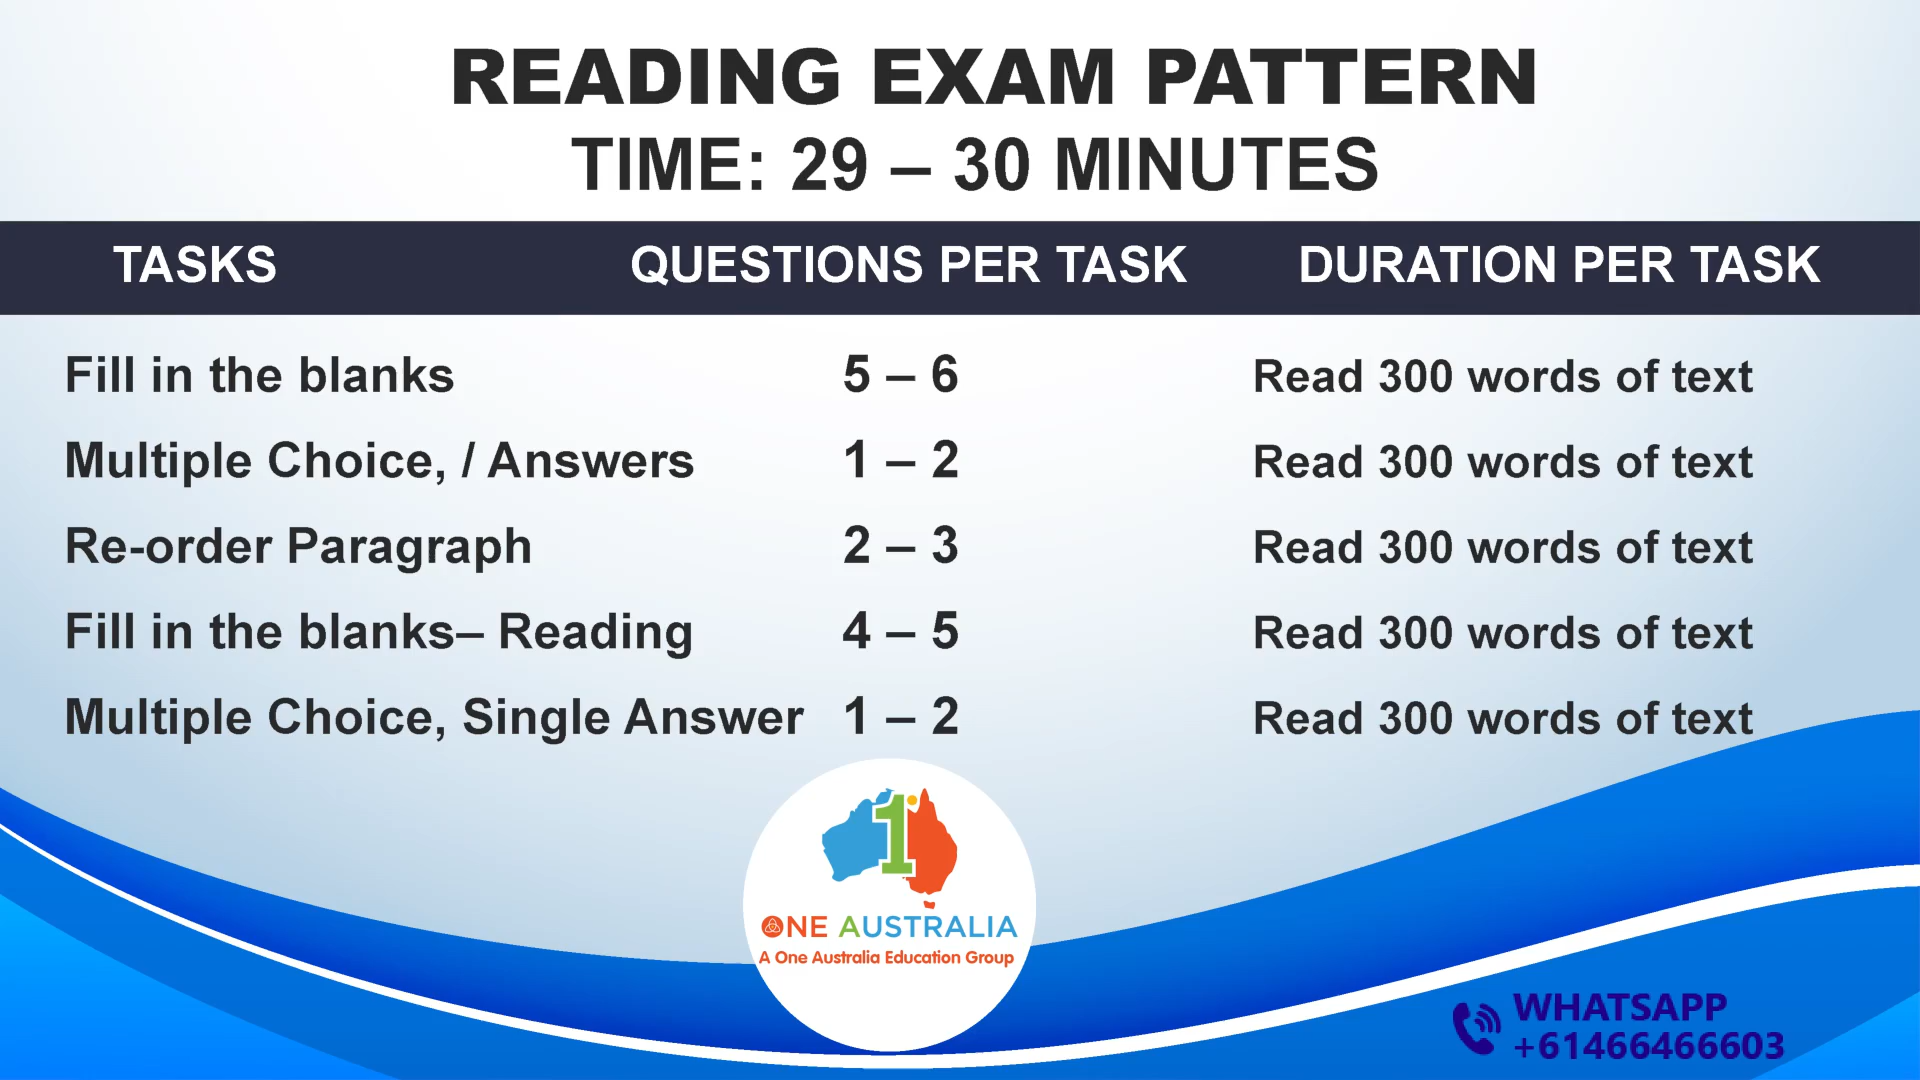 READING EXAM PATTERN
TIME: 29 – 30 MINUTES
TASKS QUESTIONS PER TASK DURATION PER TASK
Fill in the blanks 5 – 6 Read 300 words of text
Multiple Choice, / Answers 1 – 2 Read 300 words of text
Re-order Paragraph 2 – 3 Read 300 words of text
Fill in the blanks– Reading 4 – 5 Read 300 words of text
Multiple Choice, Single Answer 1 – 2 Read 300 words of text
1
ONE AUSTRALIA
A One Australia Education Group
WHATSAPP
+61466466603